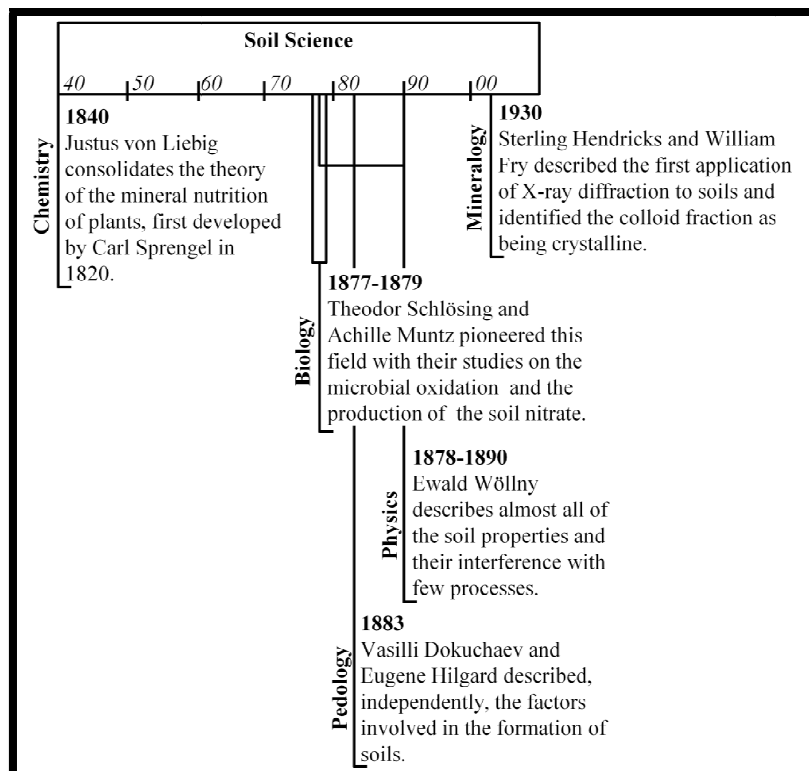 Soil Science
40 50 60 70 80 90 00
Chemistry
1840
Justus von Liebig
consolidates the theory
of the mineral nutrition
of plants, first developed
by Carl Sprengel in
1820.
Mineralogy
1930
Sterling Hendricks and William
Fry described the first application
of X-ray diffraction to soils and
identified the colloid fraction as
being crystalline.
Biology
1877-1879
Theodor Schlösing and
Achille Muntz pioneered this
field with their studies on the
microbial oxidation and the
production of the soil nitrate.
Physics
1878-1890
Ewald Wöllny
describes almost all of
the soil properties and
their interference with
few processes.
Pedology
1883
Vasilli Dokuchaev and
Eugene Hilgard described,
independently, the factors
involved in the formation of
soils.